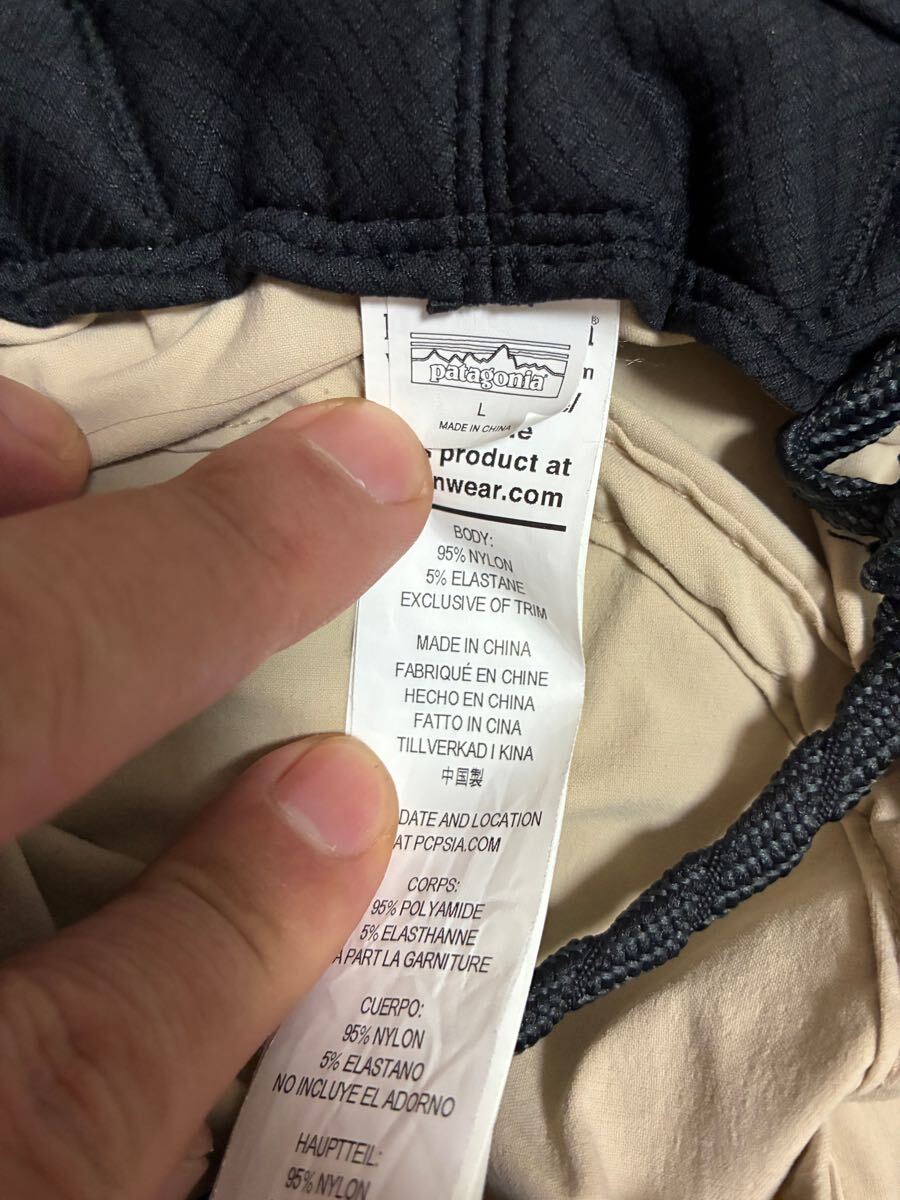 patagonia®
L
MADE IN CHINA
product at
nwear.com
BODY:
95% NYLON
5% ELASTANE
EXCLUSIVE OF TRIM
MADE IN CHINA
FABRIQUÉ EN CHINE
HECHO EN CHINA
FATTO IN CINA
TILLVERKAD I KINA
中国製
DATE AND LOCATION
AT PCPSIA.COM
CORPS:
95% POLYAMIDE
5% ELASTHANNE
À PART LA GARNITURE
CUERPO:
95% NYLON
5% ELASTANO
NO INCLUYE EL ADORNO
HAUPTTEIL:
95% NYLON